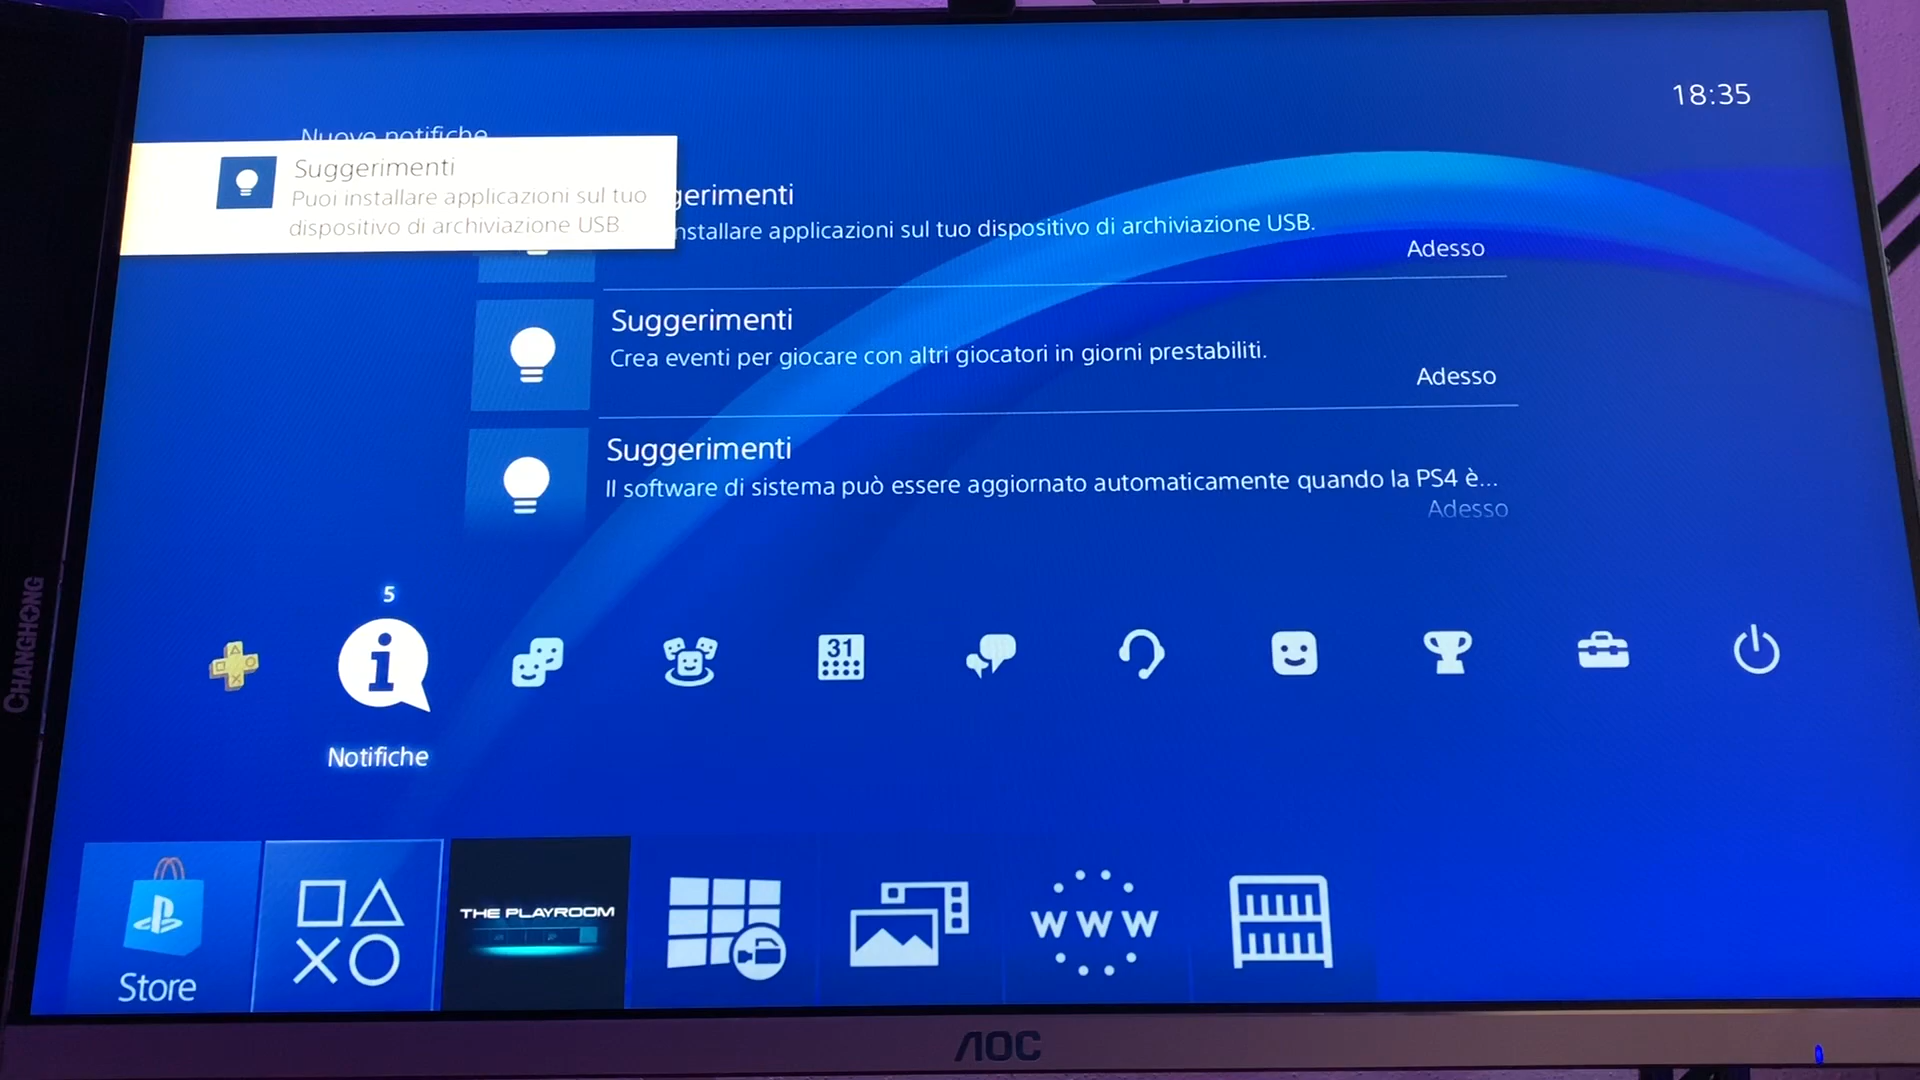 18:35
Nuove notifiche
Suggerimenti
Puoi installare applicazioni sul tuo
dispositivo di archiviazione USB
gerimenti
nstallare applicazioni sul tuo dispositivo di archiviazione USB.
Adesso
Suggerimenti
Crea eventi per giocare con altri giocatori in giorni prestabiliti.
Adesso
Suggerimenti
Il software di sistema può essere aggiornato automaticamente quando la PS4 è...
Adesso
5
31
Notifiche
CHANGHONG
Store
THE PLAYROOM
WWW
AOC